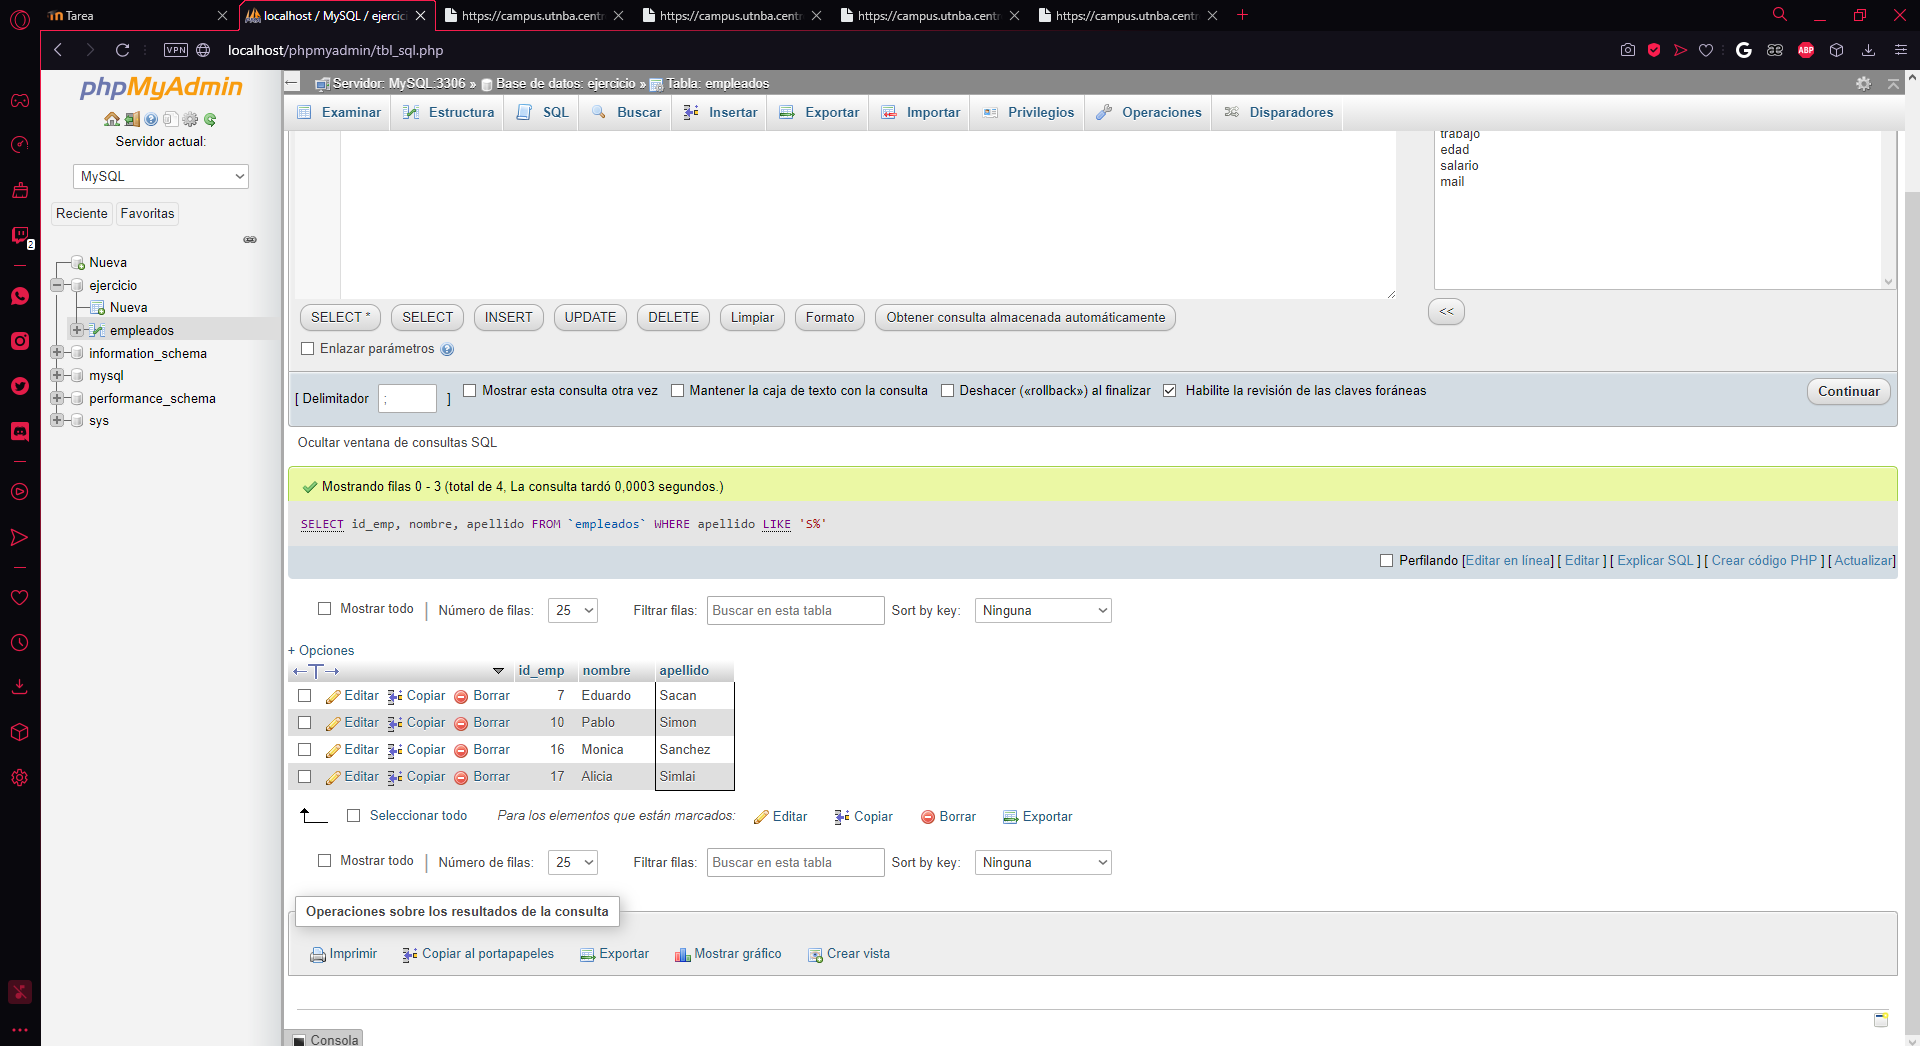 Tarea
localhost / MySQL / ejercic
https://campus.utnba.centr
https://campus.utnba.centr
https://campus.utnba.centr
https://campus.utnba.centr
VPN
localhost/phpmyadmin/tbl_sql.php
ABP
2
phpMyAdmin
Servidor actual:
MySQL
Reciente
Favoritas
Nueva
ejercicio
Nueva
empleados
information_schema
mysql
performance_schema
sys
Servidor: MySQL:3306 » Base de datos: ejercicio » Tabla: empleados
Examinar
Estructura
SQL
Buscar
Insertar
Exportar
Importar
Privilegios
Operaciones
Disparadores
trabajo
edad
salario
mail
SELECT *
SELECT
INSERT
UPDATE
DELETE
Limpiar
Formato
Obtener consulta almacenada automáticamente
<<
Enlazar parámetros
[ Delimitador ; ]
Mostrar esta consulta otra vez
Mantener la caja de texto con la consulta
Deshacer («rollback») al finalizar
Habilite la revisión de las claves foráneas
Continuar
Ocultar ventana de consultas SQL
Mostrando filas 0 - 3 (total de 4, La consulta tardó 0,0003 segundos.)
SELECT id_emp, nombre, apellido FROM `empleados` WHERE apellido LIKE 'S%'
Perfilando [Editar en línea] [ Editar ] [ Explicar SQL ] [ Crear código PHP ] [ Actualizar]
Mostrar todo | Número de filas: 25 Filtrar filas: Buscar en esta tabla Sort by key: Ninguna
+ Opciones
←T→ id_emp nombre apellido
Editar Copiar Borrar 7 Eduardo Sacan
Editar Copiar Borrar 10 Pablo Simon
Editar Copiar Borrar 16 Monica Sanchez
Editar Copiar Borrar 17 Alicia Simlai
Seleccionar todo Para los elementos que están marcados: Editar Copiar Borrar Exportar
Mostrar todo | Número de filas: 25 Filtrar filas: Buscar en esta tabla Sort by key: Ninguna
Operaciones sobre los resultados de la consulta
Imprimir Copiar al portapapeles Exportar Mostrar gráfico Crear vista
Consola